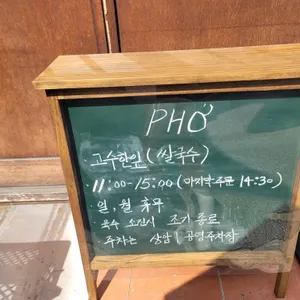 PHỞ
· 고수한잎 (쌀국수)
· 11:00-15:00 (마지막주문 14:30)
· 일, 월 휴무
· 육수 소진시 조기 종료
주차는 상암 1 공영주차장